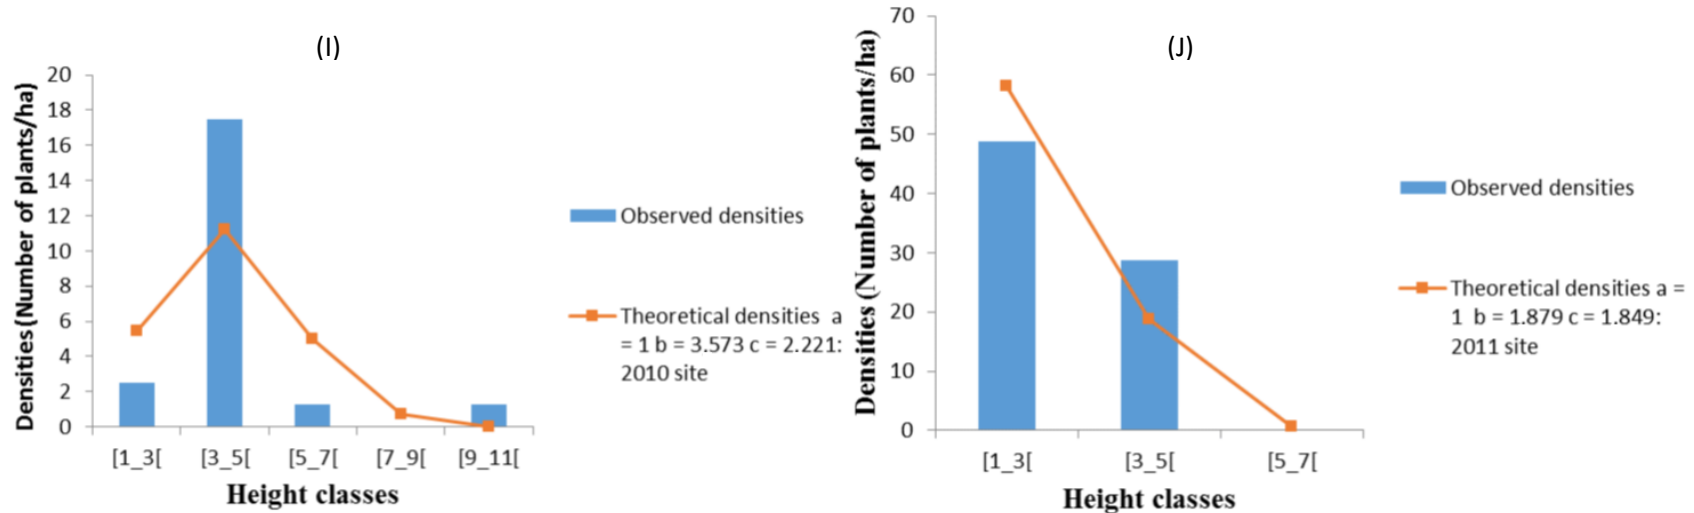 (I)
Densities (Number of plants/ha)
20
18
16
14
12
10
8
6
4
2
0
[1_3[ [3_5[ [5_7[ [7_9[ [9_11[
Height classes
Observed densities
Theoretical densities a
= 1 b = 3.573 c = 2.221:
2010 site
(J)
Densities (Number of plants/ha)
70
60
50
40
30
20
10
0
[1_3[ [3_5[ [5_7[
Height classes
Observed densities
Theoretical densities a =
1 b = 1.879 c = 1.849:
2011 site